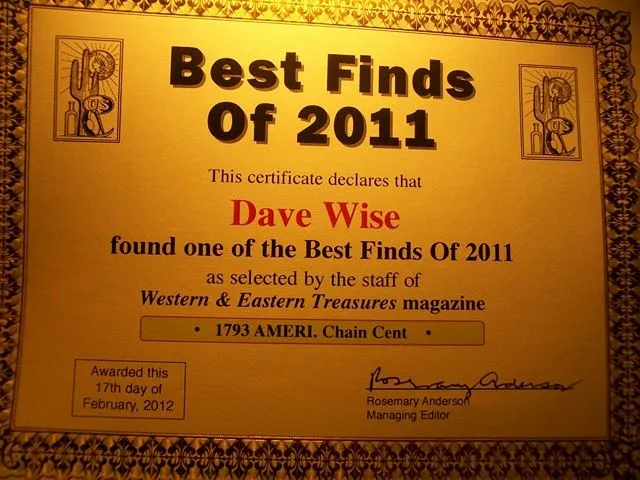 Best Finds
Of 2011
This certificate declares that
Dave Wise
found one of the Best Finds Of 2011
as selected by the staff of
Western & Eastern Treasures magazine
• 1793 AMERI. Chain Cent •
Awarded this
17th day of
February, 2012
Rosemary Anderson
Rosemary Anderson
Managing Editor